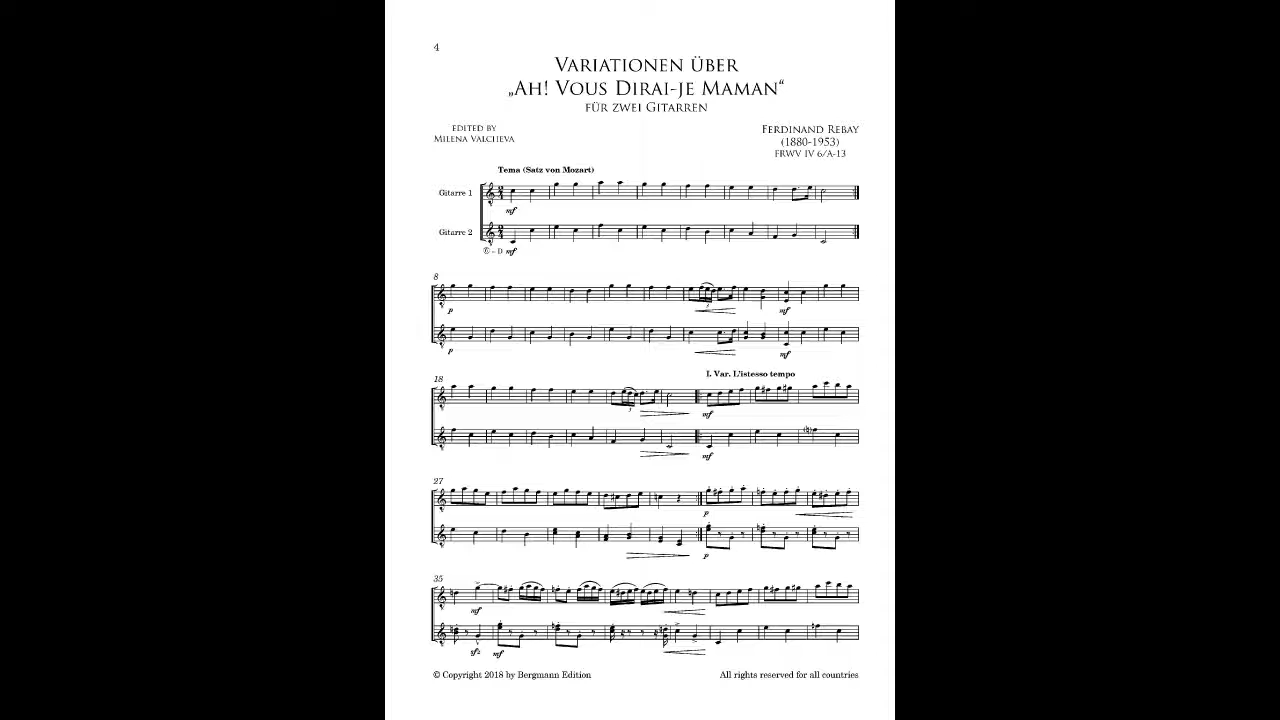 4
VARIATIONEN ÜBER
„AH! VOUS DIRAI-JE MAMAN“
FÜR ZWEI GITARREN
EDITED BY
MILENA VALCHEVA
FERDINAND REBAY
(1880-1953)
FRWV IV 6/A-13
Tema (Satz von Mozart)
Gitarre 1
mf
Gitarre 2
⑥ = D mf
8
p
3
mf
p
mf
18
I. Var. L'istesso tempo
3
mf
mf
27
p
p
35
mf
sfz
mf
© Copyright 2018 by Bergmann Edition
All rights reserved for all countries